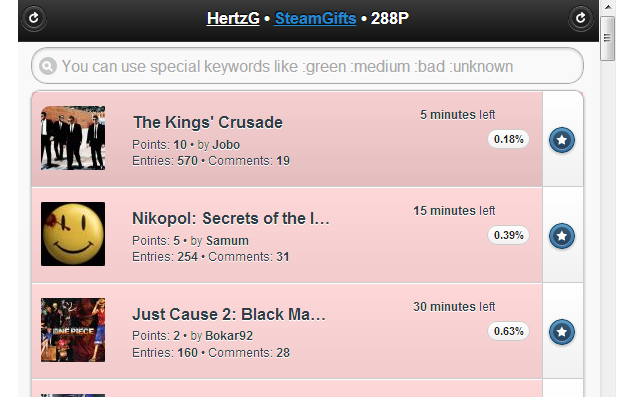 HertzG • SteamGifts • 288P
You can use special keywords like :green :medium :bad :unknown
The Kings' Crusade
5 minutes left
Points: 10 • by Jobo
0.18%
Entries: 570 • Comments: 19
Nikopol: Secrets of the I...
15 minutes left
Points: 5 • by Samum
0.39%
Entries: 254 • Comments: 31
Just Cause 2: Black Ma...
30 minutes left
Points: 2 • by Bokar92
0.63%
Entries: 160 • Comments: 28
ONE PIECE